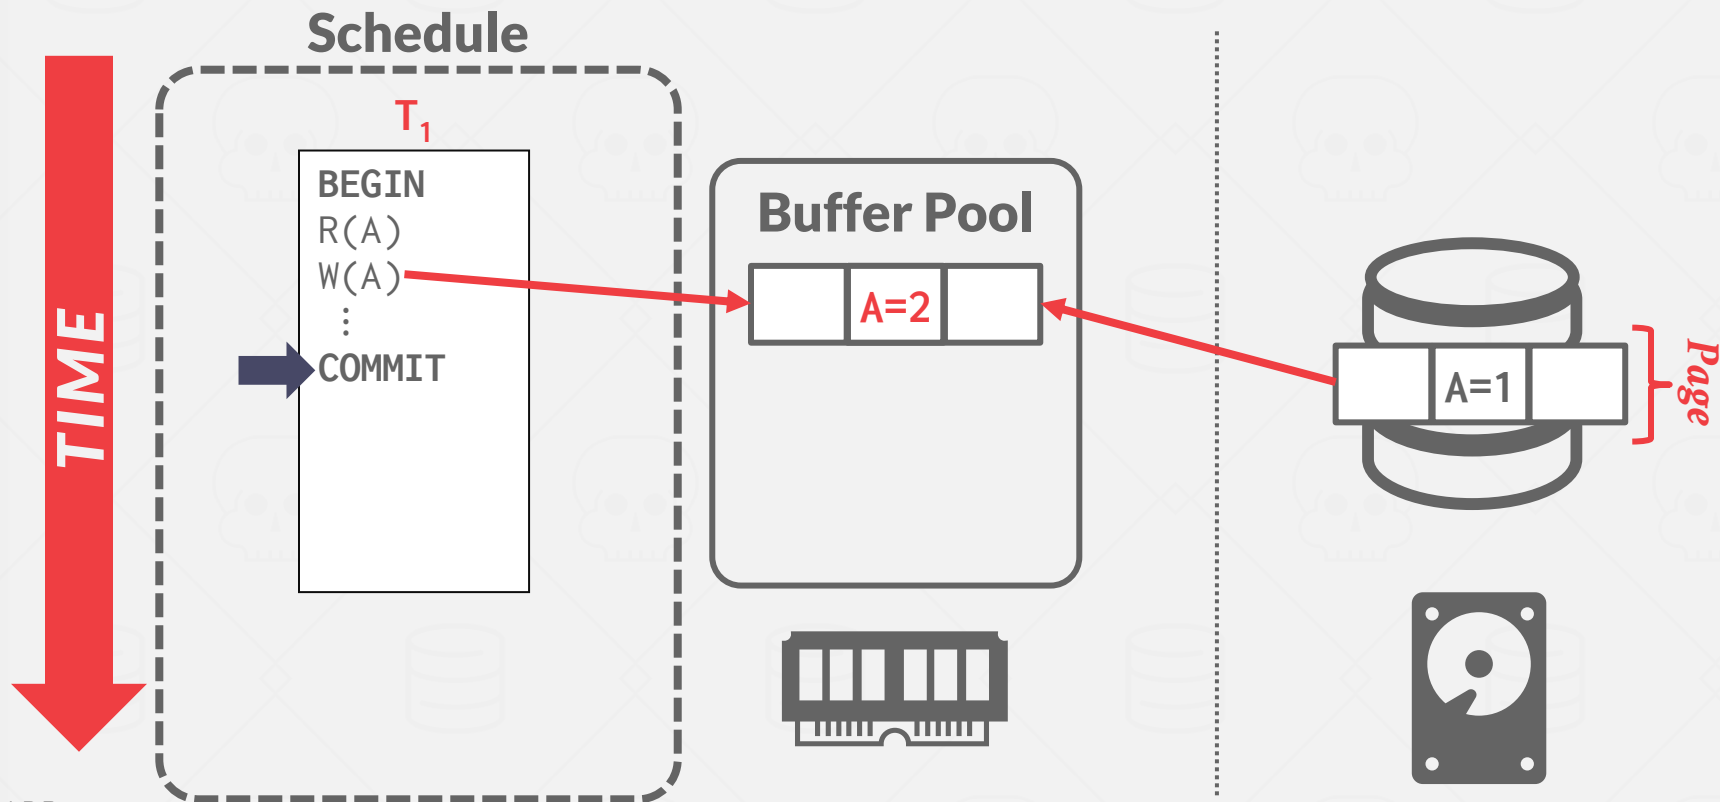 Schedule
TIME
T1
BEGIN
R(A)
W(A)
⋮
COMMIT
Buffer Pool
A=2
A=1
Page